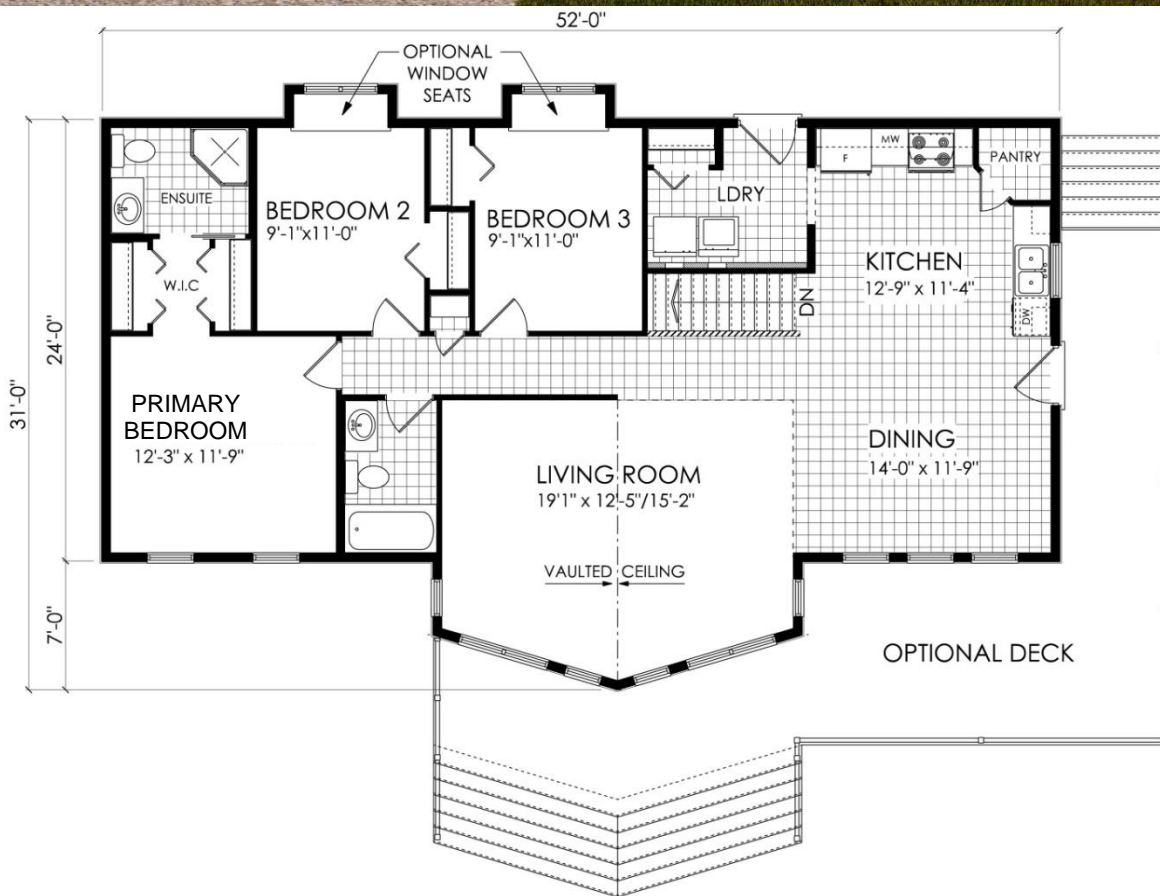 52'-0"
OPTIONAL
WINDOW
SEATS
ENSUITE
BEDROOM 2
9'-1"x11'-0"
BEDROOM 3
9'-1"x11'-0"
LDRY
F
MW
PANTRY
W.I.C
KITCHEN
12'-9" x 11'-4"
DN
DW
24'-0"
31'-0"
PRIMARY
BEDROOM
12'-3" x 11'-9"
LIVING ROOM
19'1" x 12'-5"/15'-2"
DINING
14'-0" x 11'-9"
VAULTED CEILING
7'-0"
OPTIONAL DECK